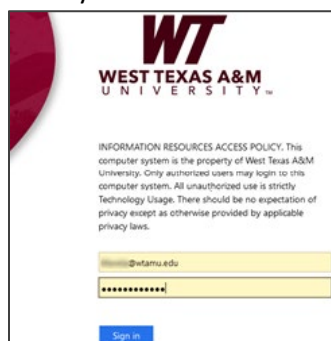 WT
WEST TEXAS A&M
UNIVERSITY™
INFORMATION RESOURCES ACCESS POLICY. This
computer system is the property of West Texas A&M
University. Only authorized users may login to this
computer system. All unauthorized use is strictly
Technology Usage. There should be no expectation of
privacy except as otherwise provided by applicable
privacy laws.
@wtamu.edu
••••••••••••
Sign in